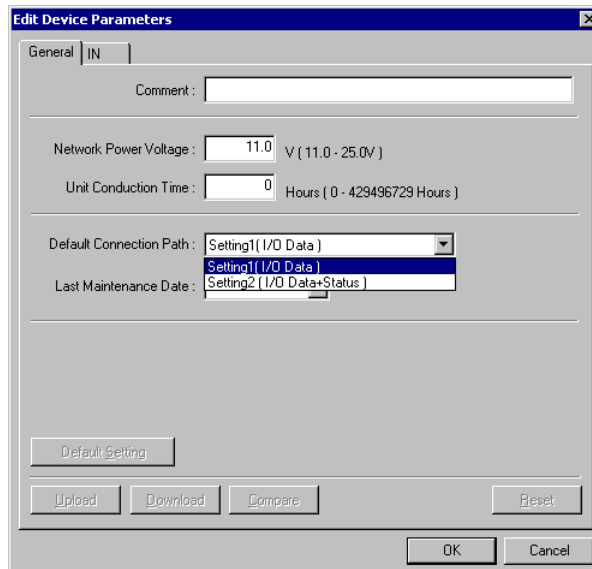 Edit Device Parameters
General IN
Comment :
Network Power Voltage : 11.0 V ( 11.0 - 25.0V )
Unit Conduction Time : 0 Hours ( 0 - 429496729 Hours )
Default Connection Path : Setting1( I/O Data )
Setting1( I/O Data )
Setting2 ( I/O Data+Status )
Last Maintenance Date :
Default Setting
Upload Download Compare Reset
OK Cancel